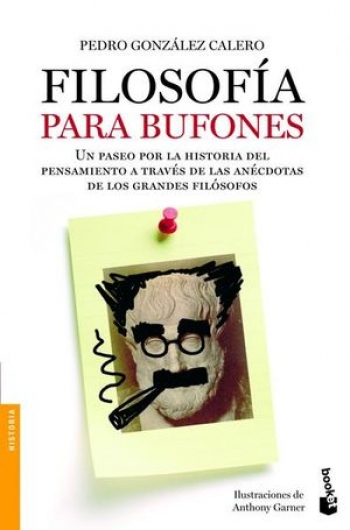 PEDRO GONZÁLEZ CALERO
FILOSOFÍA
PARA BUFONES
UN PASEO POR LA HISTORIA DEL
PENSAMIENTO A TRAVÉS DE LAS ANÉCDOTAS
DE LOS GRANDES FILÓSOFOS
HISTORIA
Ilustraciones de
Anthony Garner
booket